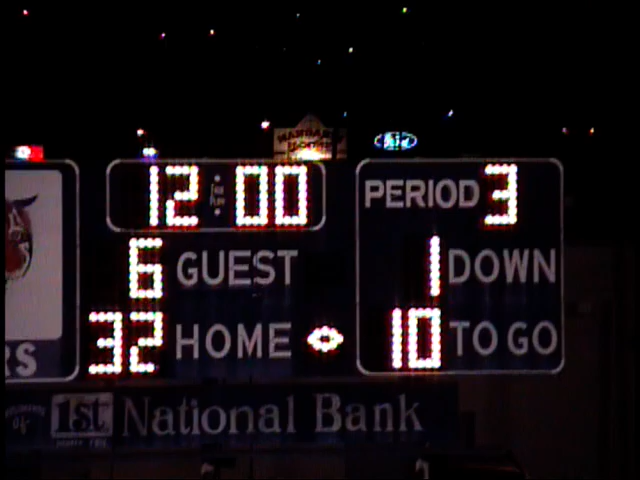 12:00
PERIOD 3
6 GUEST
1 DOWN
32 HOME
10 TO GO
RS
1st National Bank